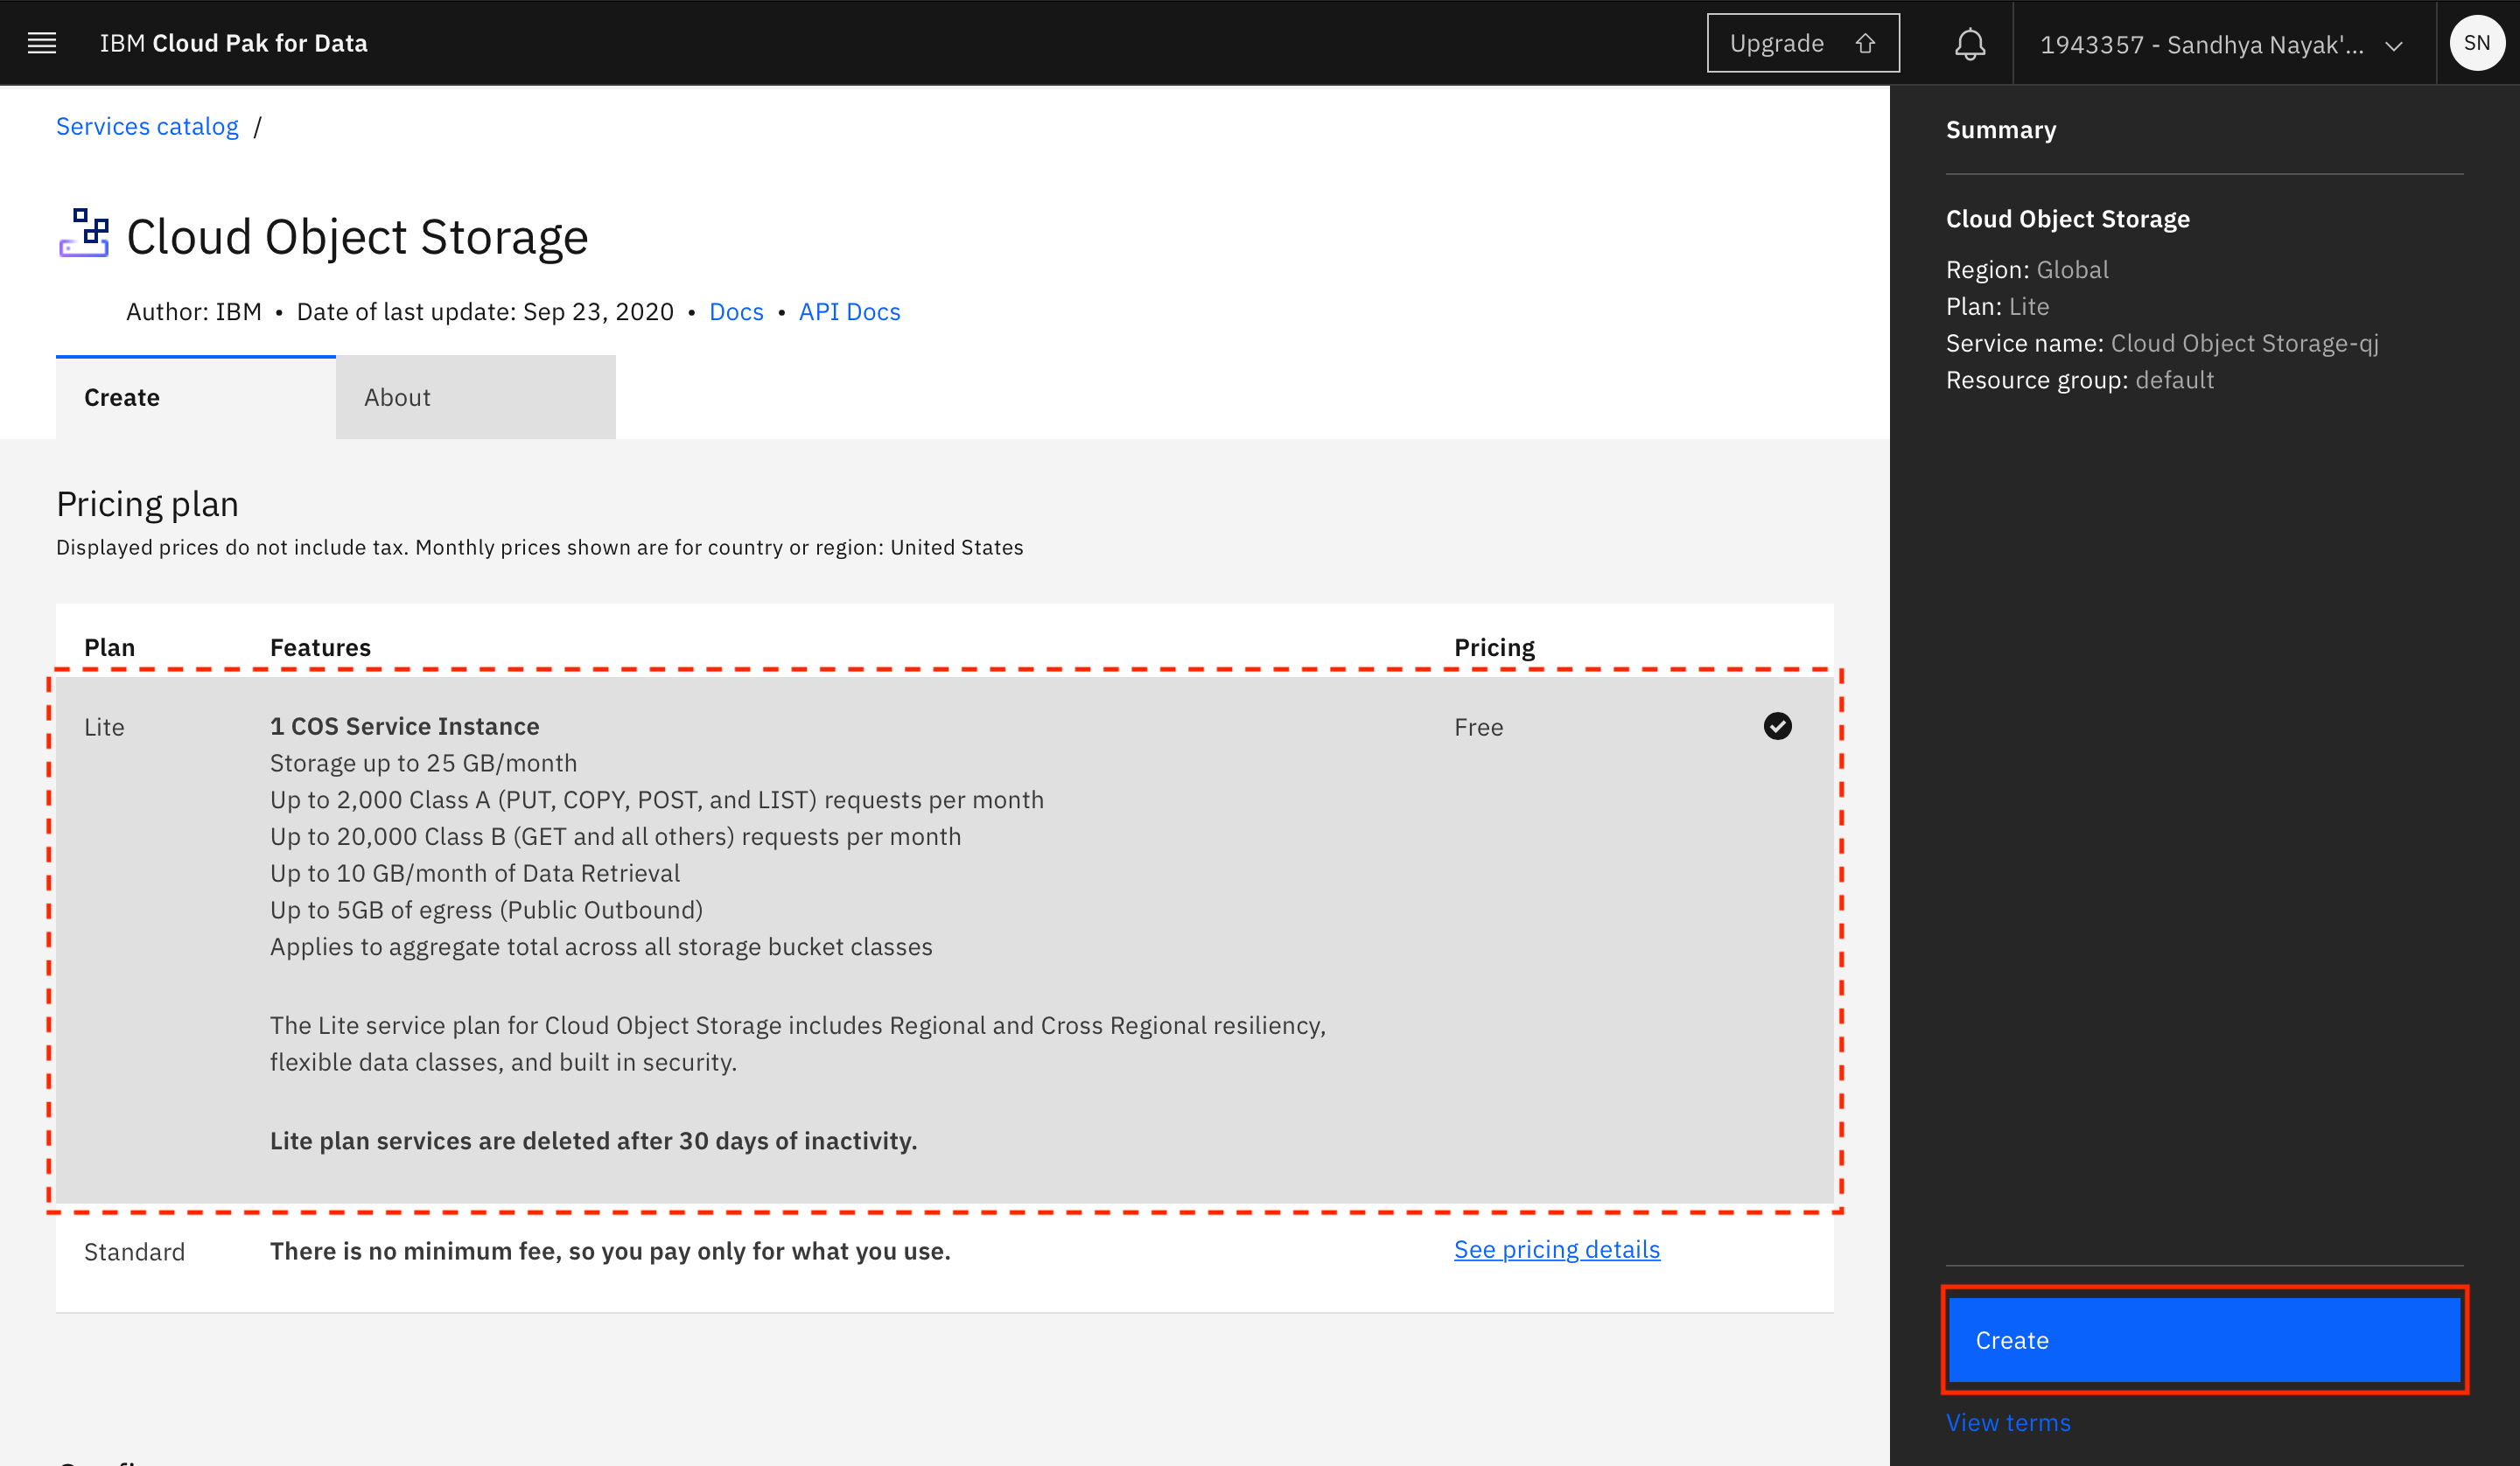 IBM Cloud Pak for Data
Upgrade
1943357 - Sandhya Nayak'...
SN
Services catalog /
Cloud Object Storage
Author: IBM • Date of last update: Sep 23, 2020 • Docs • API Docs
Create
About
Pricing plan
Displayed prices do not include tax. Monthly prices shown are for country or region: United States
Plan Features Pricing
Lite 1 COS Service Instance Free
Storage up to 25 GB/month
Up to 2,000 Class A (PUT, COPY, POST, and LIST) requests per month
Up to 20,000 Class B (GET and all others) requests per month
Up to 10 GB/month of Data Retrieval
Up to 5GB of egress (Public Outbound)
Applies to aggregate total across all storage bucket classes
The Lite service plan for Cloud Object Storage includes Regional and Cross Regional resiliency,
flexible data classes, and built in security.
Lite plan services are deleted after 30 days of inactivity.
Standard There is no minimum fee, so you pay only for what you use. See pricing details
Summary
Cloud Object Storage
Region: Global
Plan: Lite
Service name: Cloud Object Storage-qj
Resource group: default
Create
View terms